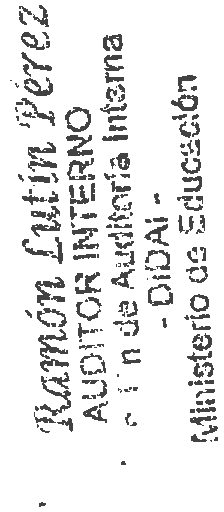 Ramón Lutín Pérez
AUDITOR INTERNO
de Auditoría Interna
- DIDAI -
Ministerio de Educación